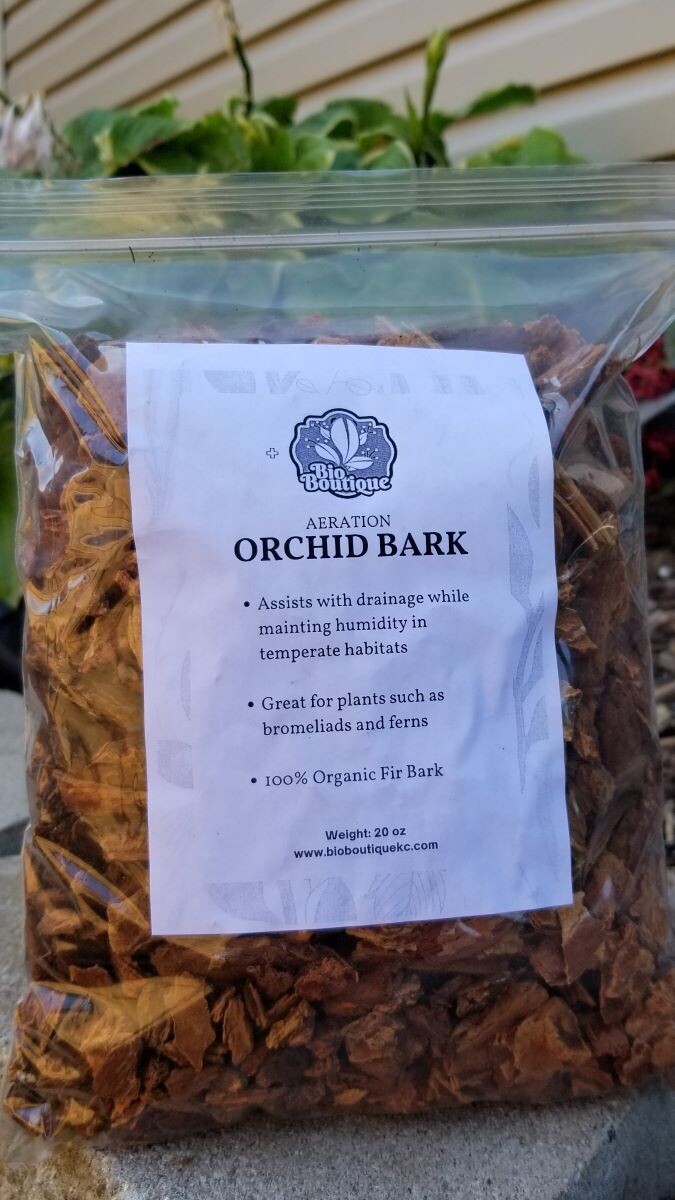 Bio
Boutique
AERATION
ORCHID BARK
• Assists with drainage while
mainting humidity in
temperate habitats
• Great for plants such as
bromeliads and ferns
• 100% Organic Fir Bark
Weight: 20 oz
www.bioboutiquekc.com